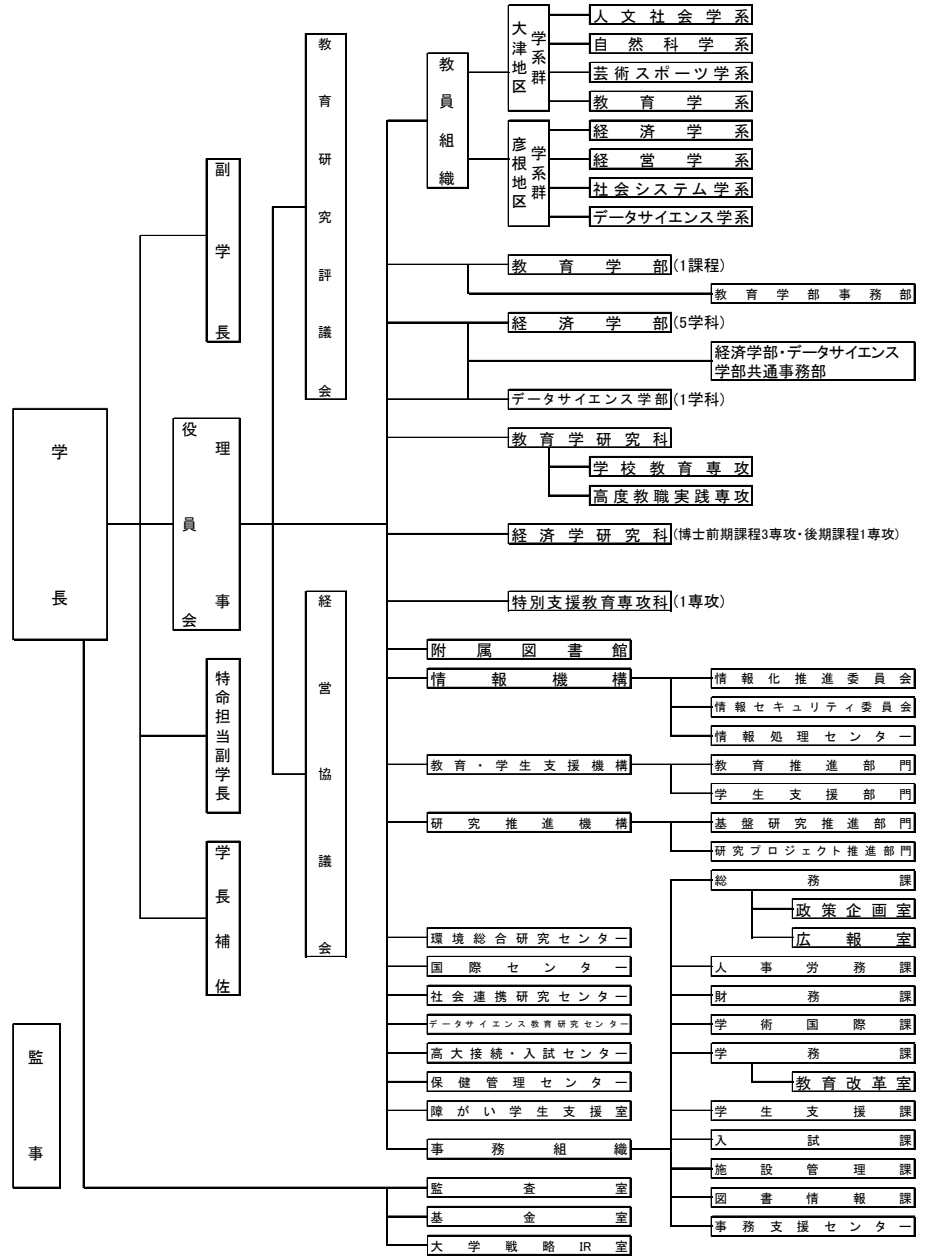 学長
監事
副学長
役員会
理事
特命担当副学長
学長補佐
教育研究評議会
経営協議会
教員組織
大津地区
学系群
人文社会学系
自然科学系
芸術スポーツ学系
教育学系
彦根地区
学系群
経済学系
経営学系
社会システム学系
データサイエンス学系
教育学部(1課程)
教育学部事務部
経済学部(5学科)
経済学部・データサイエンス
学部共通事務部
データサイエンス学部(1学科)
教育学研究科
学校教育専攻
高度教職実践専攻
経済学研究科(博士前期課程3専攻・後期課程1専攻)
特別支援教育専攻科(1専攻)
附属図書館
情報機構
情報化推進委員会
情報セキュリティ委員会
情報処理センター
教育・学生支援機構
教育推進部門
学生支援部門
研究推進機構
基盤研究推進部門
研究プロジェクト推進部門
環境総合研究センター
国際センター
社会連携研究センター
データサイエンス教育研究センター
高大接続・入試センター
保健管理センター
障がい学生支援室
事務組織
総務課
政策企画室
広報室
人事労務課
財務課
学術国際課
学務課
教育改革室
学生支援課
入試課
施設管理課
図書情報課
事務支援センター
監査室
基金室
大学戦略IR室